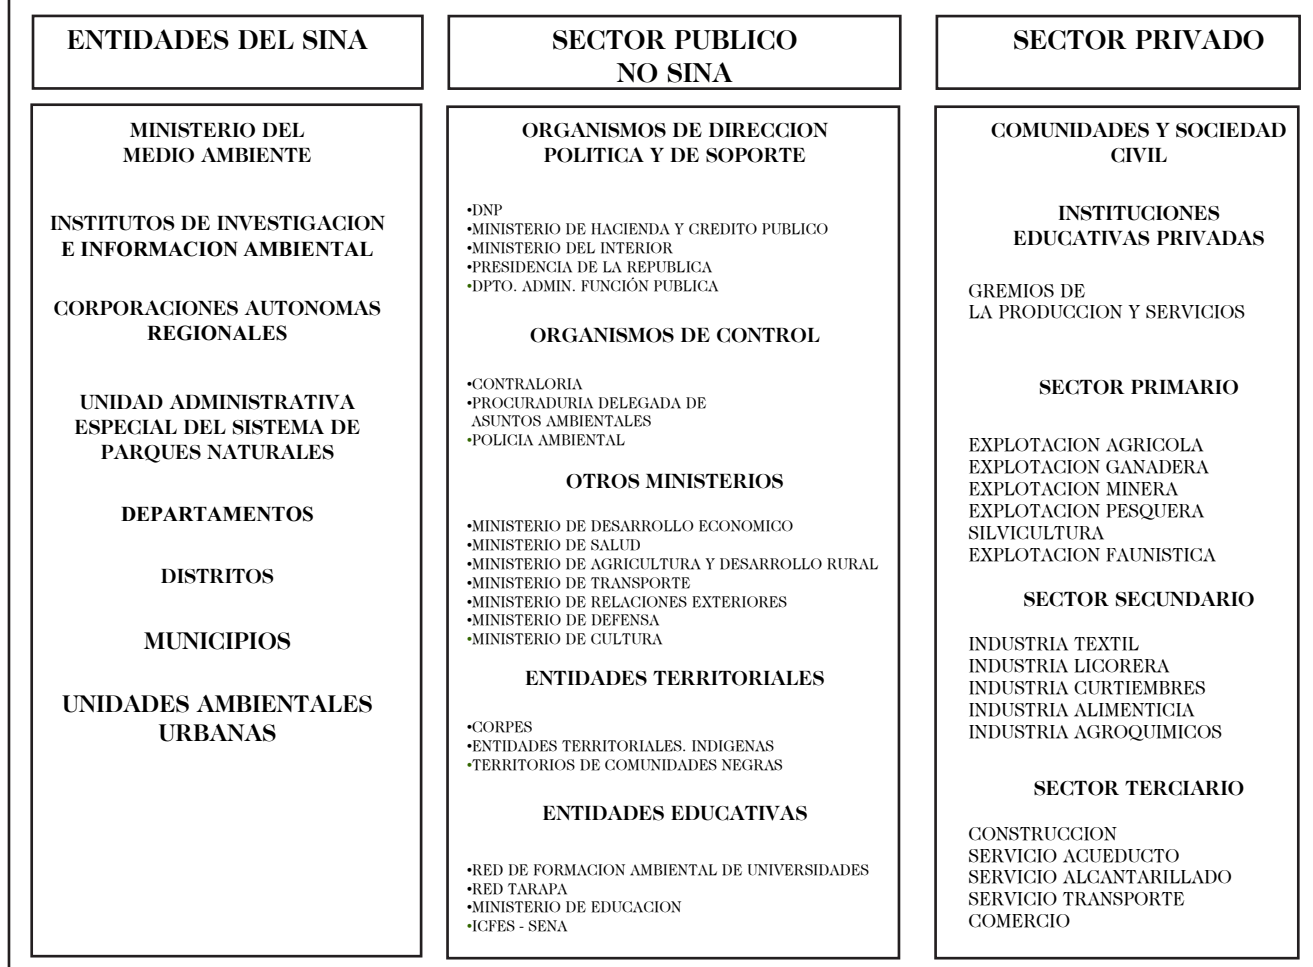 ENTIDADES DEL SINA
MINISTERIO DEL
MEDIO AMBIENTE
INSTITUTOS DE INVESTIGACION
E INFORMACION AMBIENTAL
CORPORACIONES AUTONOMAS
REGIONALES
UNIDAD ADMINISTRATIVA
ESPECIAL DEL SISTEMA DE
PARQUES NATURALES
DEPARTAMENTOS
DISTRITOS
MUNICIPIOS
UNIDADES AMBIENTALES
URBANAS
SECTOR PUBLICO
NO SINA
ORGANISMOS DE DIRECCION
POLITICA Y DE SOPORTE
•DNP
•MINISTERIO DE HACIENDA Y CREDITO PUBLICO
•MINISTERIO DEL INTERIOR
•PRESIDENCIA DE LA REPUBLICA
•DPTO. ADMIN. FUNCIÓN PUBLICA
ORGANISMOS DE CONTROL
•CONTRALORIA
•PROCURADURIA DELEGADA DE
ASUNTOS AMBIENTALES
•POLICIA AMBIENTAL
OTROS MINISTERIOS
•MINISTERIO DE DESARROLLO ECONOMICO
•MINISTERIO DE SALUD
•MINISTERIO DE AGRICULTURA Y DESARROLLO RURAL
•MINISTERIO DE TRANSPORTE
•MINISTERIO DE RELACIONES EXTERIORES
•MINISTERIO DE DEFENSA
•MINISTERIO DE CULTURA
ENTIDADES TERRITORIALES
•CORPES
•ENTIDADES TERRITORIALES. INDIGENAS
•TERRITORIOS DE COMUNIDADES NEGRAS
ENTIDADES EDUCATIVAS
•RED DE FORMACION AMBIENTAL DE UNIVERSIDADES
•RED TARAPA
•MINISTERIO DE EDUCACION
•ICFES - SENA
SECTOR PRIVADO
COMUNIDADES Y SOCIEDAD
CIVIL
INSTITUCIONES
EDUCATIVAS PRIVADAS
GREMIOS DE
LA PRODUCCION Y SERVICIOS
SECTOR PRIMARIO
EXPLOTACION AGRICOLA
EXPLOTACION GANADERA
EXPLOTACION MINERA
EXPLOTACION PESQUERA
SILVICULTURA
EXPLOTACION FAUNISTICA
SECTOR SECUNDARIO
INDUSTRIA TEXTIL
INDUSTRIA LICORERA
INDUSTRIA CURTIEMBRES
INDUSTRIA ALIMENTICIA
INDUSTRIA AGROQUIMICOS
SECTOR TERCIARIO
CONSTRUCCION
SERVICIO ACUEDUCTO
SERVICIO ALCANTARILLADO
SERVICIO TRANSPORTE
COMERCIO